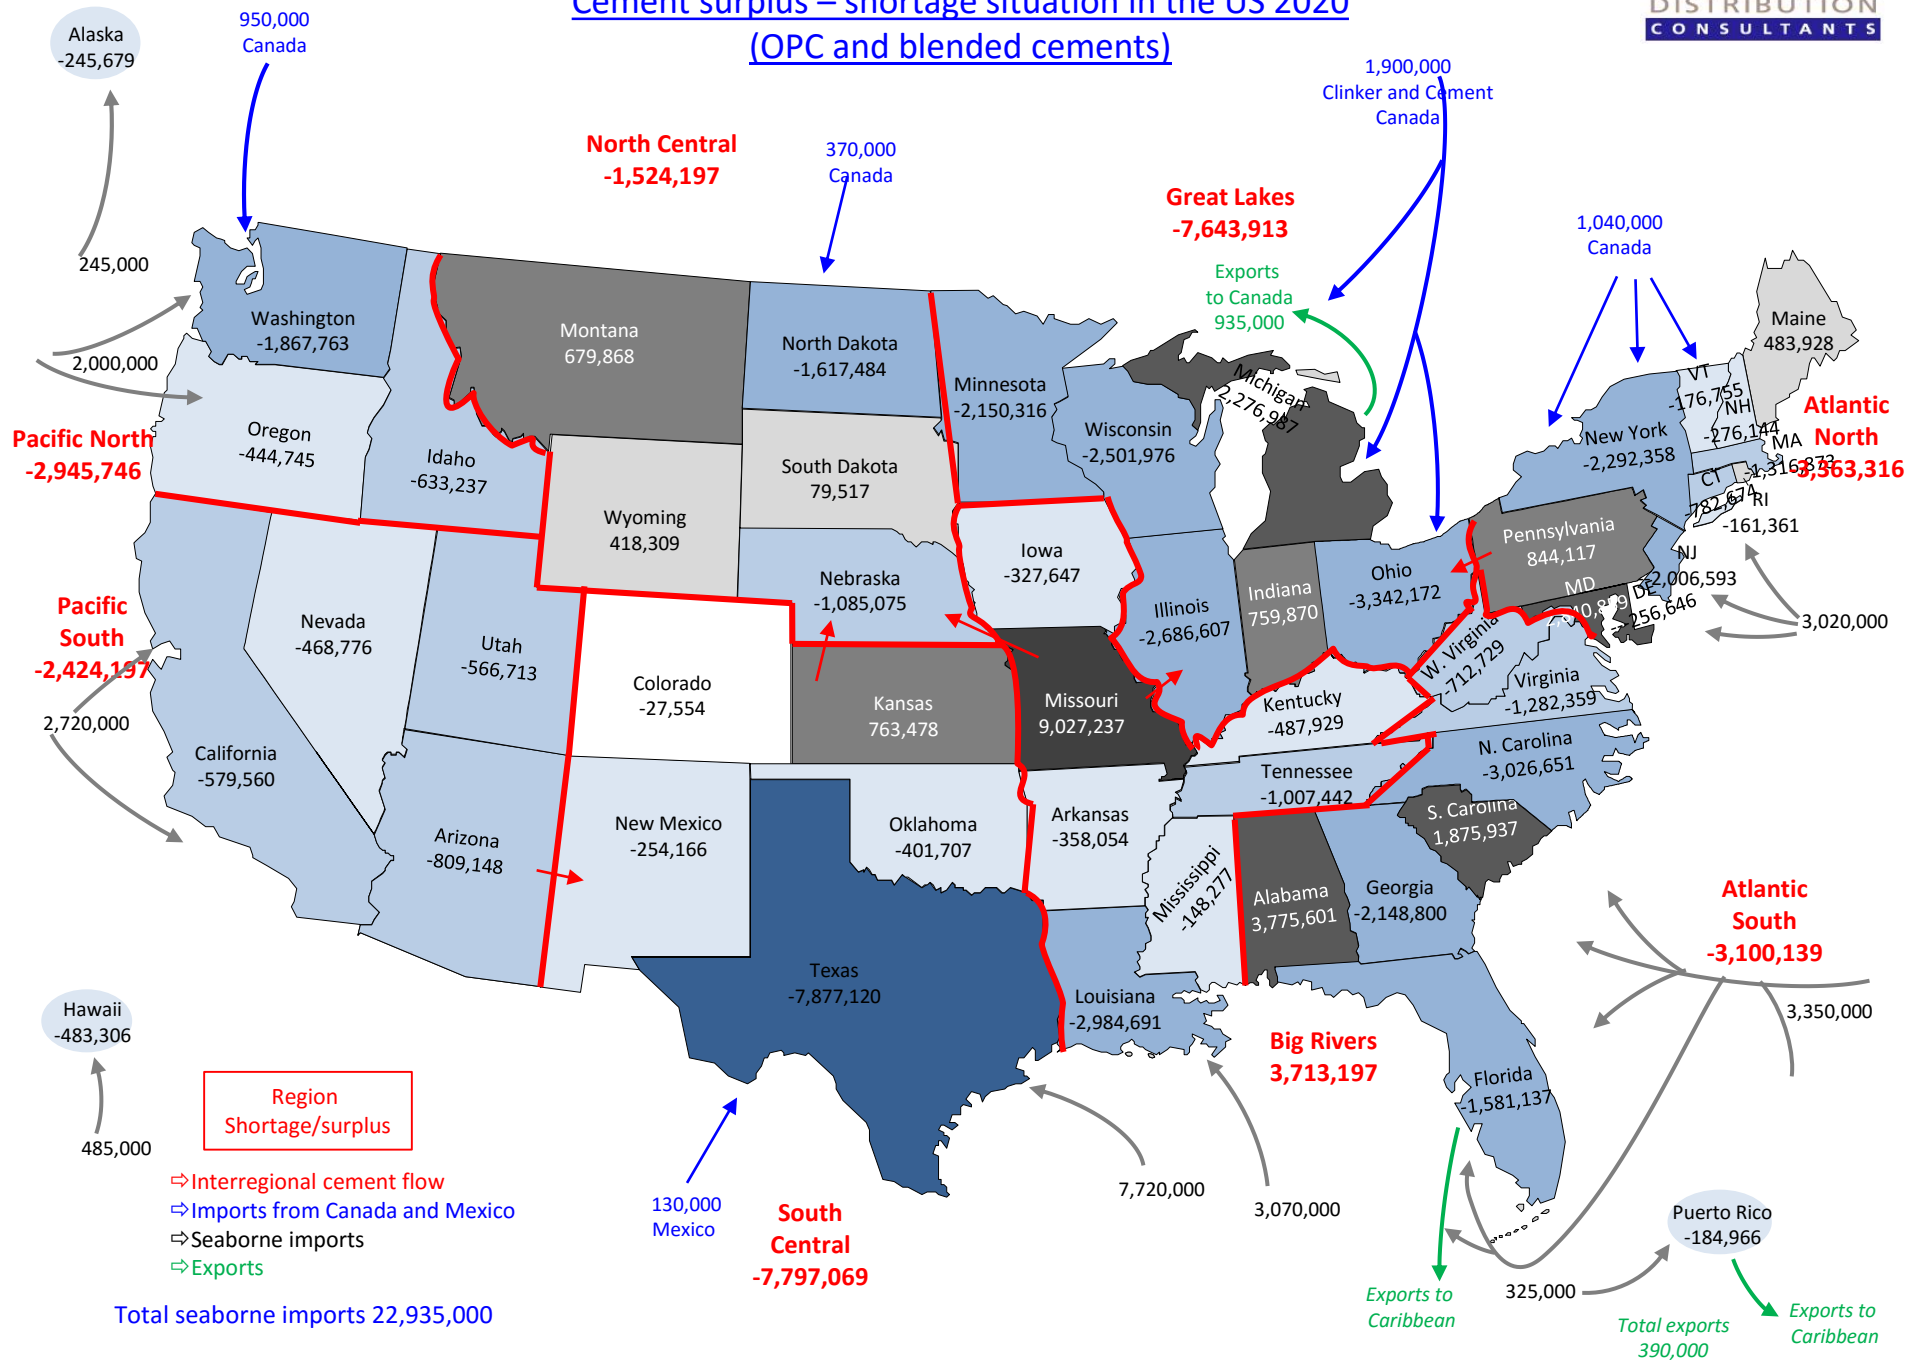 Cement surplus – shortage situation in the US 2020
(OPC and blended cements)
DISTRIBUTION
CONSULTANTS
Alaska
-245,679
950,000
Canada
1,900,000
Clinker and Cement
Canada
North Central
-1,524,197
370,000
Canada
Great Lakes
-7,643,913
1,040,000
Canada
245,000
Exports
to Canada
935,000
Washington
-1,867,763
Montana
679,868
North Dakota
-1,617,484
Maine
483,928
2,000,000
Minnesota
-2,150,316
Michigan
2,276,987
VT
-176,755
NH
-276,144
Atlantic
North
-3,363,316
Pacific North
-2,945,746
Oregon
-444,745
Idaho
-633,237
South Dakota
79,517
Wisconsin
-2,501,976
New York
-2,292,358
MA
-1,316,873
CT
-782,674
RI
-161,361
Wyoming
418,309
Iowa
-327,647
Pennsylvania
844,117
NJ
-2,006,593
Nebraska
-1,085,075
Illinois
-2,686,607
Indiana
759,870
Ohio
-3,342,172
MD
DE
-256,646
3,020,000
Pacific
South
-2,424,197
Nevada
-468,776
Utah
-566,713
Colorado
-27,554
Kansas
763,478
Missouri
9,027,237
Kentucky
-487,929
W. Virginia
-712,729
Virginia
-1,282,359
2,720,000
California
-579,560
N. Carolina
-3,026,651
Tennessee
-1,007,442
Arizona
-809,148
New Mexico
-254,166
Oklahoma
-401,707
Arkansas
-358,054
S. Carolina
1,875,937
Mississippi
-148,277
Alabama
3,775,601
Georgia
-2,148,800
Atlantic
South
-3,100,139
Texas
-7,877,120
Louisiana
-2,984,691
3,350,000
Hawaii
-483,306
Big Rivers
3,713,197
Florida
-1,581,137
Region
Shortage/surplus
485,000
Interregional cement flow
Imports from Canada and Mexico
Seaborne imports
Exports
130,000
Mexico
South
Central
-7,797,069
7,720,000
3,070,000
Puerto Rico
-184,966
325,000
Exports to
Caribbean
Total exports
390,000
Exports to
Caribbean
Total seaborne imports 22,935,000